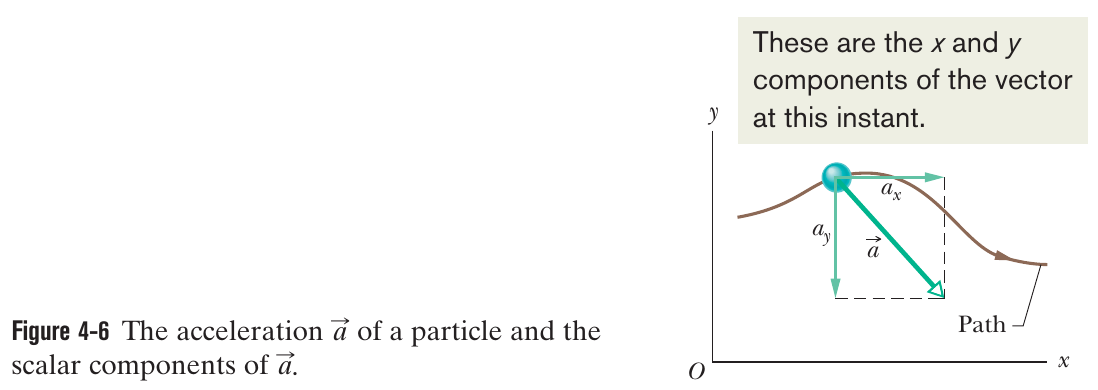 These are the x and y
components of the vector
at this instant.
y
aₓ
a_y
a⃗
Path
O
x
Figure 4-6 The acceleration a⃗ of a particle and the
scalar components of a⃗.